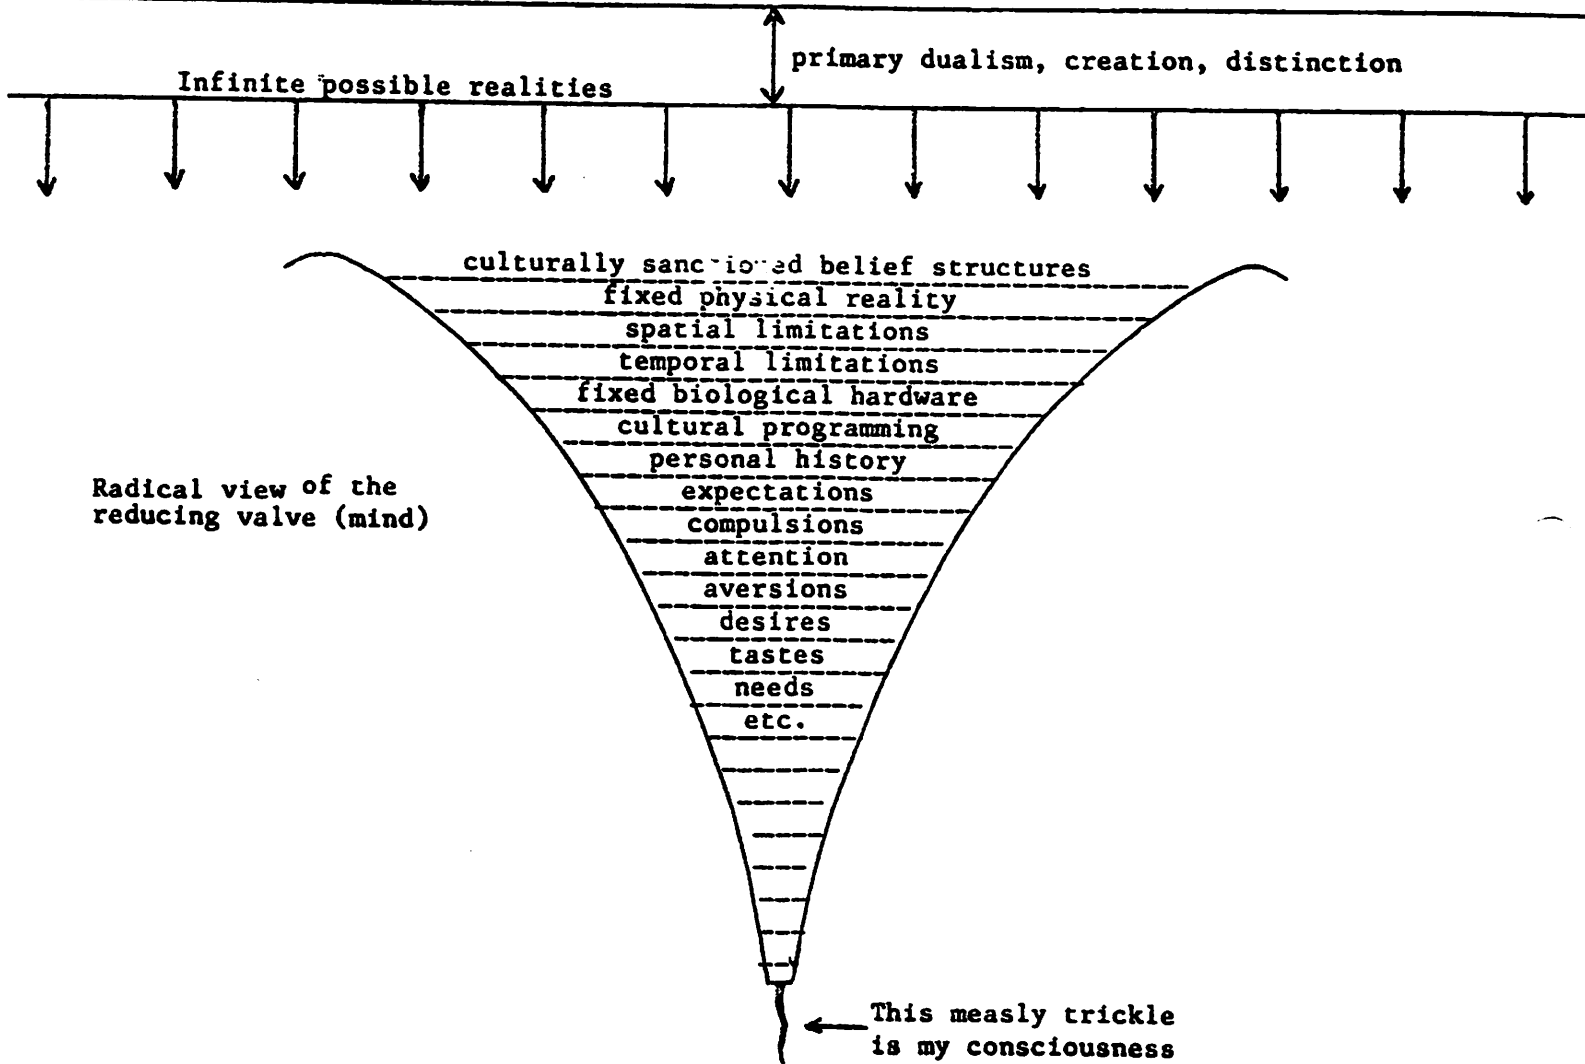 primary dualism, creation, distinction
Infinite possible realities
culturally sanctioned belief structures
fixed physical reality
spatial limitations
temporal limitations
fixed biological hardware
cultural programming
personal history
expectations
compulsions
attention
aversions
desires
tastes
needs
etc.
Radical view of the
reducing valve (mind)
This measly trickle
is my consciousness